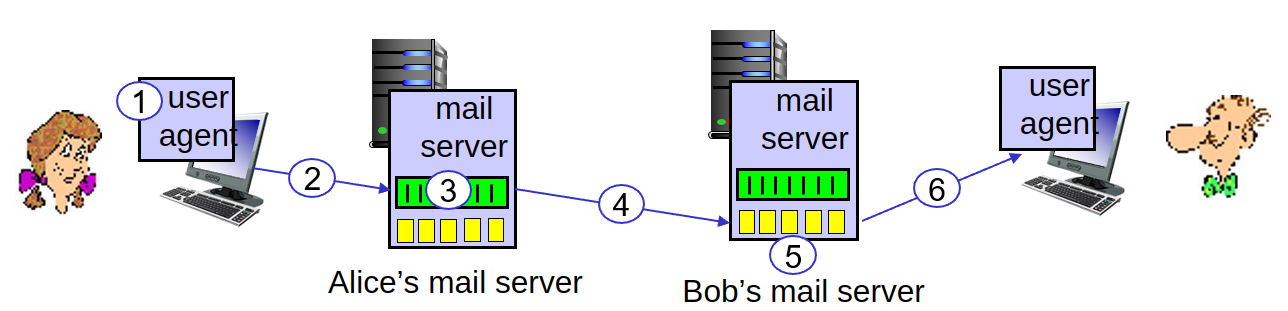 1
user
agent
2
mail
server
3
Alice's mail server
4
mail
server
5
Bob's mail server
6
user
agent